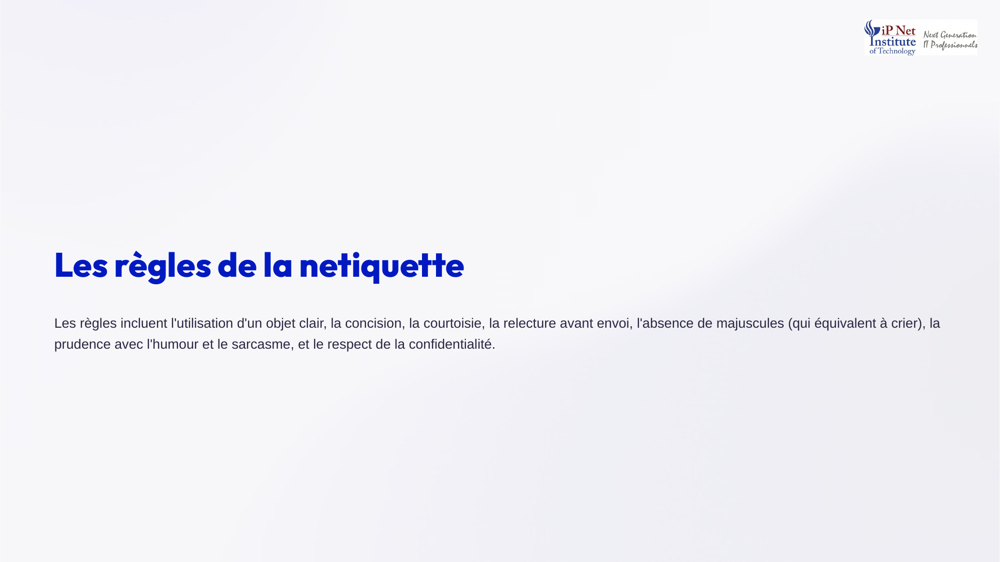 iP Net
Institute
of Technology
Next Generation
IT Professionnels
Les règles de la netiquette
Les règles incluent l'utilisation d'un objet clair, la concision, la courtoisie, la relecture avant envoi, l'absence de majuscules (qui équivalent à crier), la
prudence avec l'humour et le sarcasme, et le respect de la confidentialité.